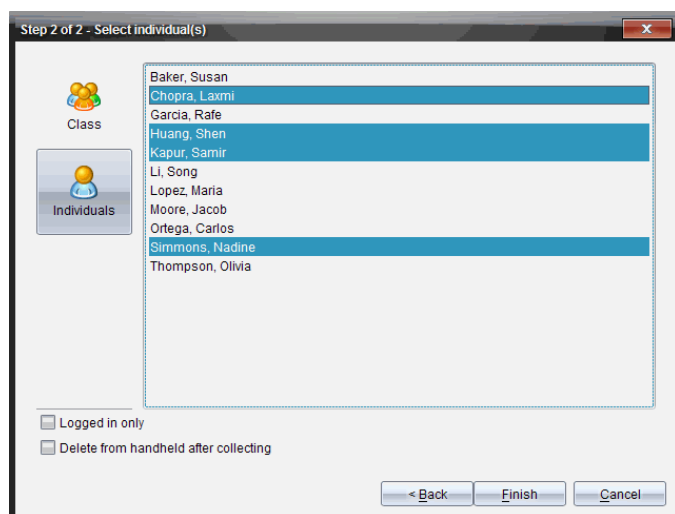 Step 2 of 2 - Select individual(s)
Class
Individuals
Baker, Susan
Chopra, Laxmi
Garcia, Rafe
Huang, Shen
Kapur, Samir
Li, Song
Lopez, Maria
Moore, Jacob
Ortega, Carlos
Simmons, Nadine
Thompson, Olivia
Logged in only
Delete from handheld after collecting
< Back
Finish
Cancel